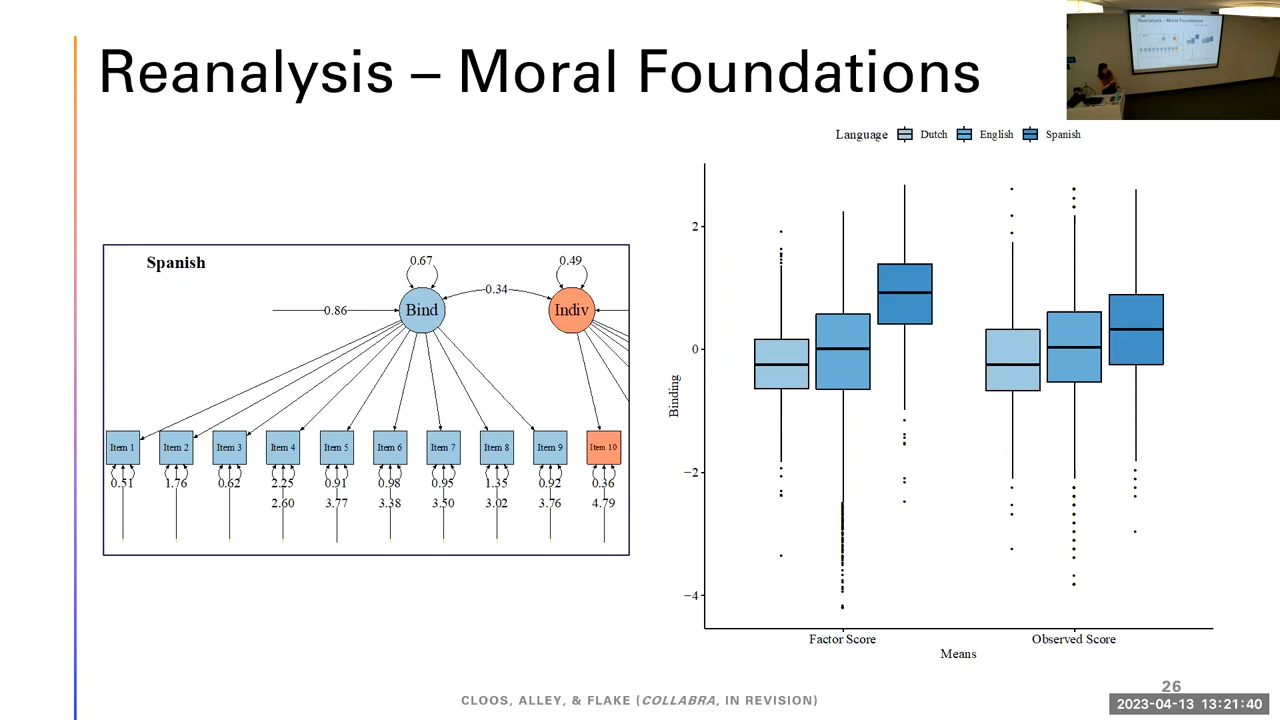 Reanalysis – Moral Foundations
Reanalysis – Moral Foundations
Language Dutch English Spanish
Spanish
0.67
0.49
0.34
0.86
Bind
Indiv
Item 1 Item 2 Item 3 Item 4 Item 5 Item 6 Item 7 Item 8 Item 9 Item 10
0.51 1.76 0.62 2.25 0.91 0.98 0.95 1.35 0.92 0.36
2.60 3.77 3.38 3.50 3.02 3.76 4.79
Binding
2
0
−2
−4
Factor Score Observed Score
Means
26
CLOOS, ALLEY, & FLAKE (COLLABRA, IN REVISION)
2023-04-13 13:21:40